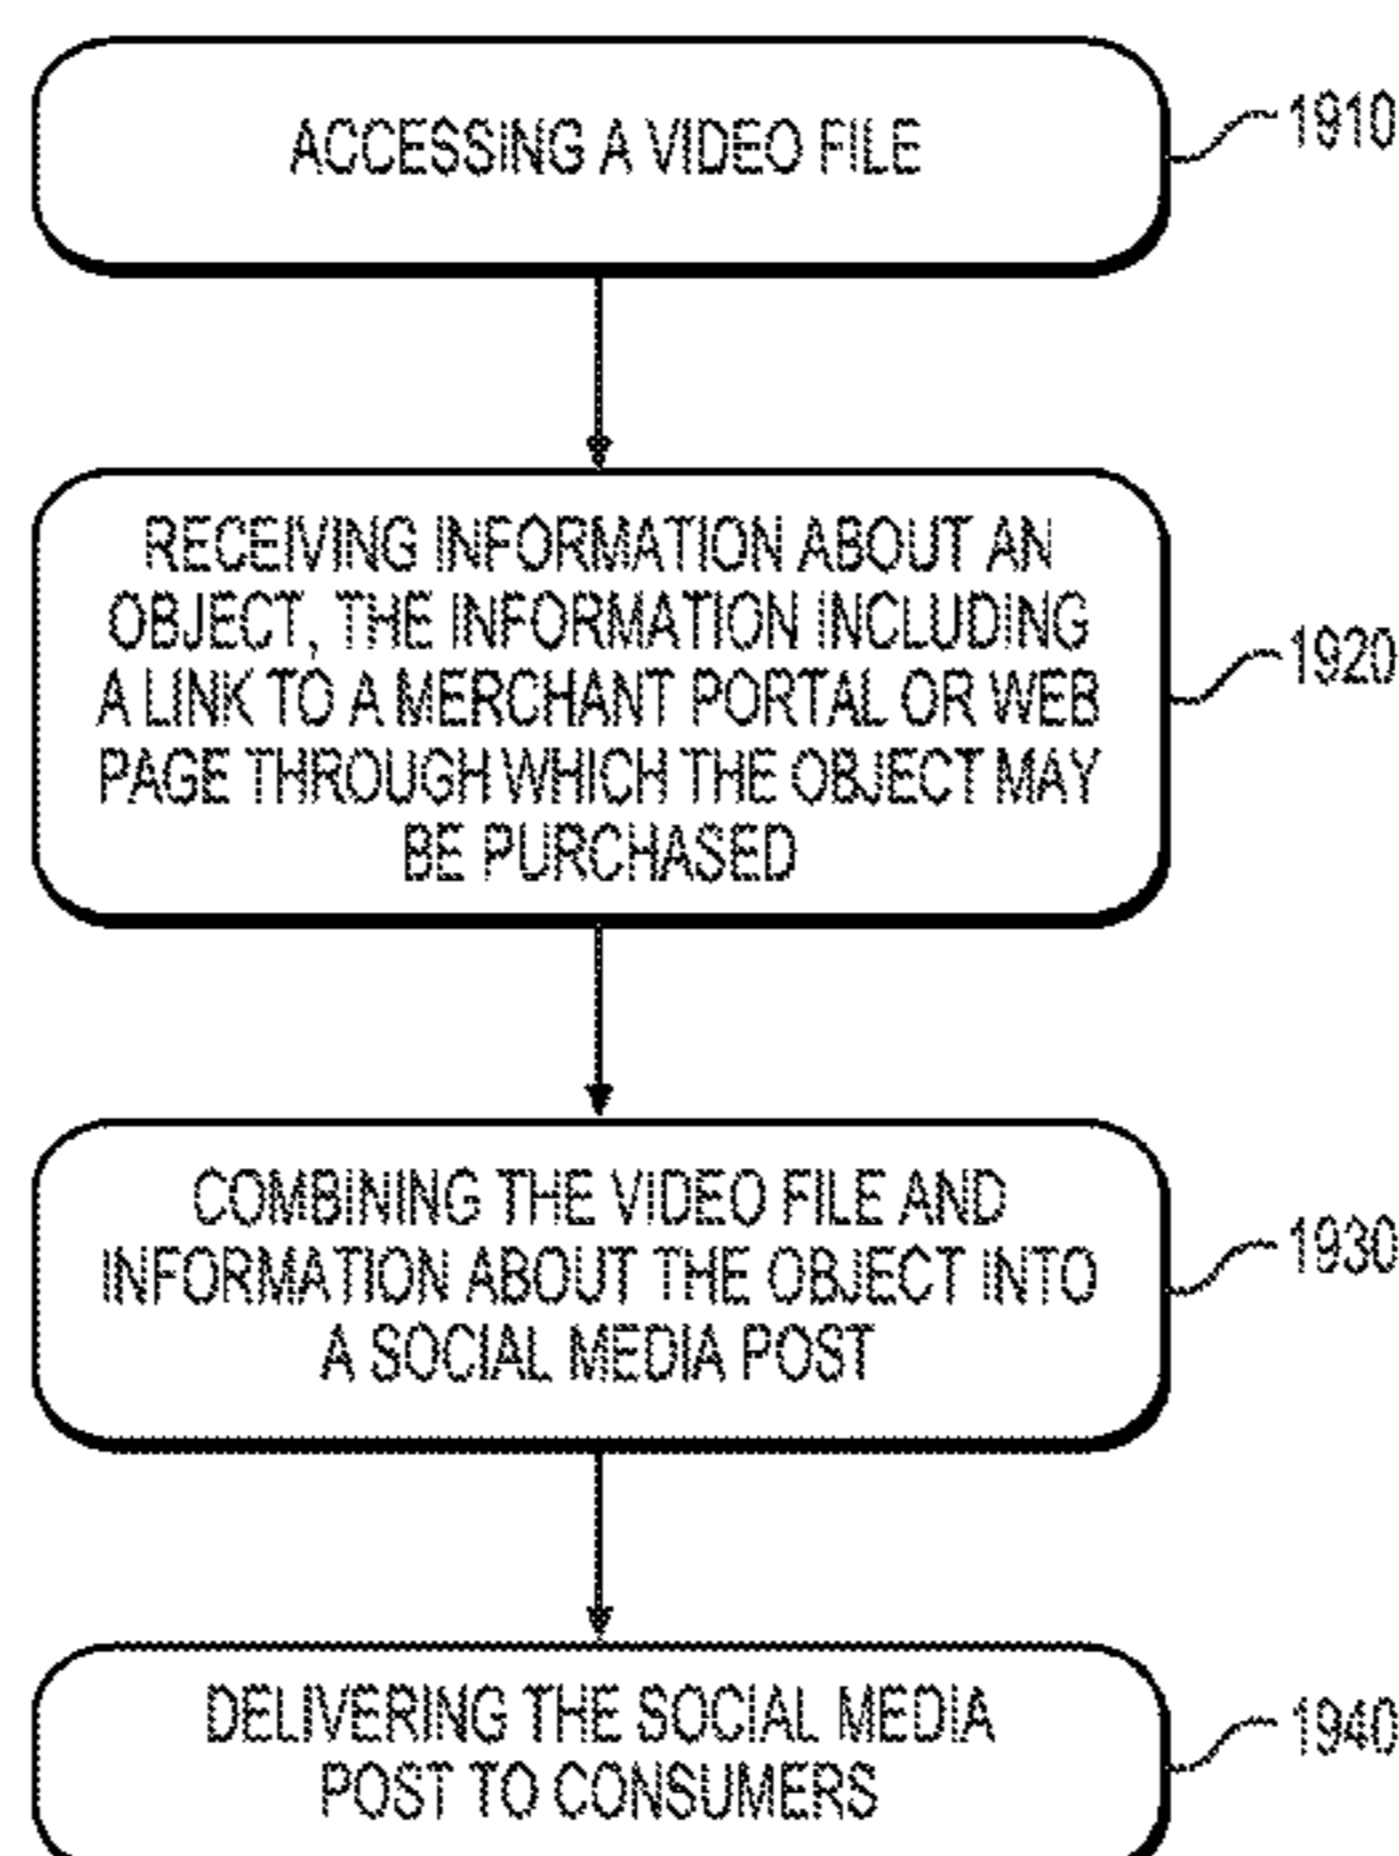 ACCESSING A VIDEO FILE
1910
RECEIVING INFORMATION ABOUT AN
OBJECT, THE INFORMATION INCLUDING
A LINK TO A MERCHANT PORTAL OR WEB
PAGE THROUGH WHICH THE OBJECT MAY
BE PURCHASED
1920
COMBINING THE VIDEO FILE AND
INFORMATION ABOUT THE OBJECT INTO
A SOCIAL MEDIA POST
1930
DELIVERING THE SOCIAL MEDIA
POST TO CONSUMERS
1940